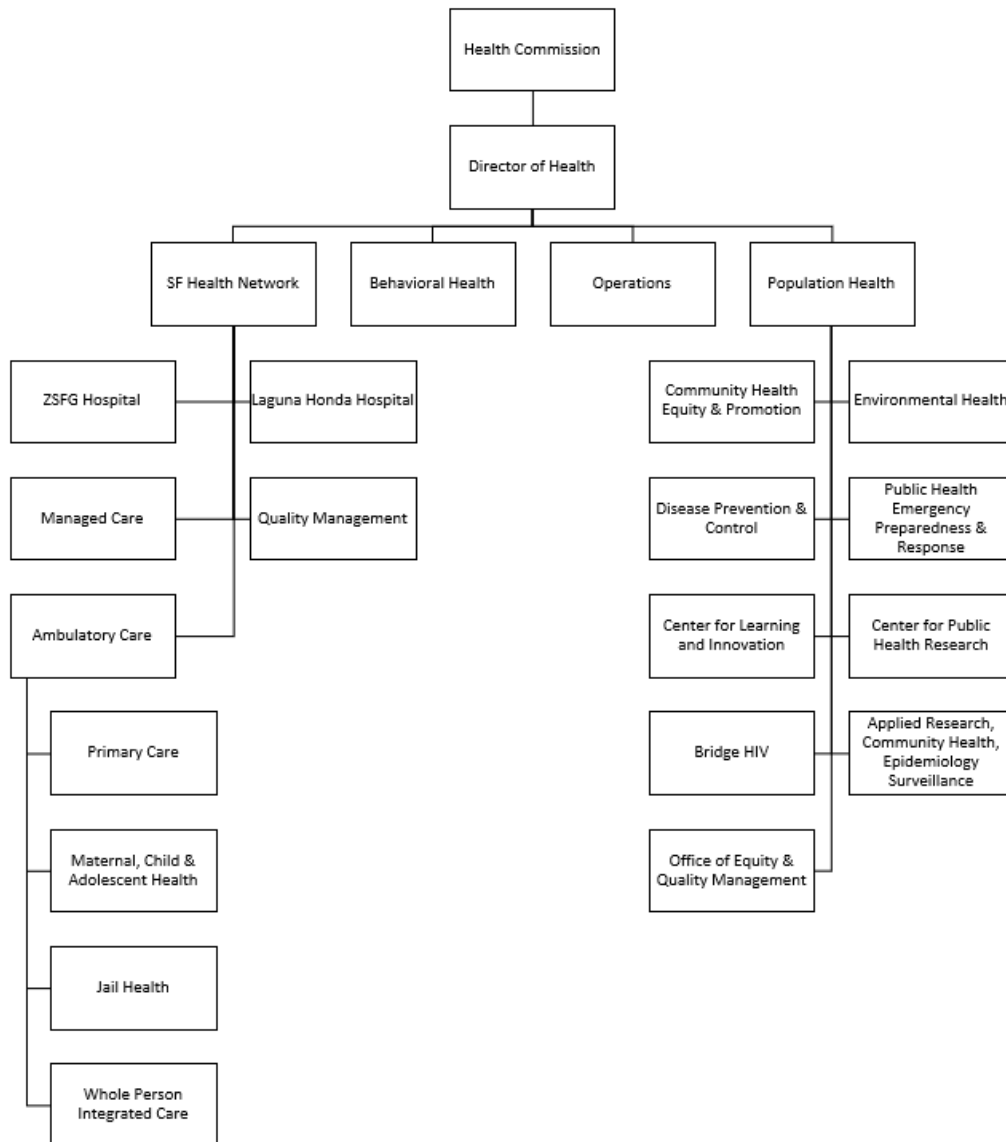 Health Commission
Director of Health
SF Health Network
Behavioral Health
Operations
Population Health
ZSFG Hospital
Laguna Honda Hospital
Community Health
Equity & Promotion
Environmental Health
Managed Care
Quality Management
Disease Prevention &
Control
Public Health
Emergency
Preparedness &
Response
Ambulatory Care
Center for Learning
and Innovation
Center for Public
Health Research
Primary Care
Bridge HIV
Applied Research,
Community Health,
Epidemiology
Surveillance
Maternal, Child &
Adolescent Health
Office of Equity &
Quality Management
Jail Health
Whole Person
Integrated Care